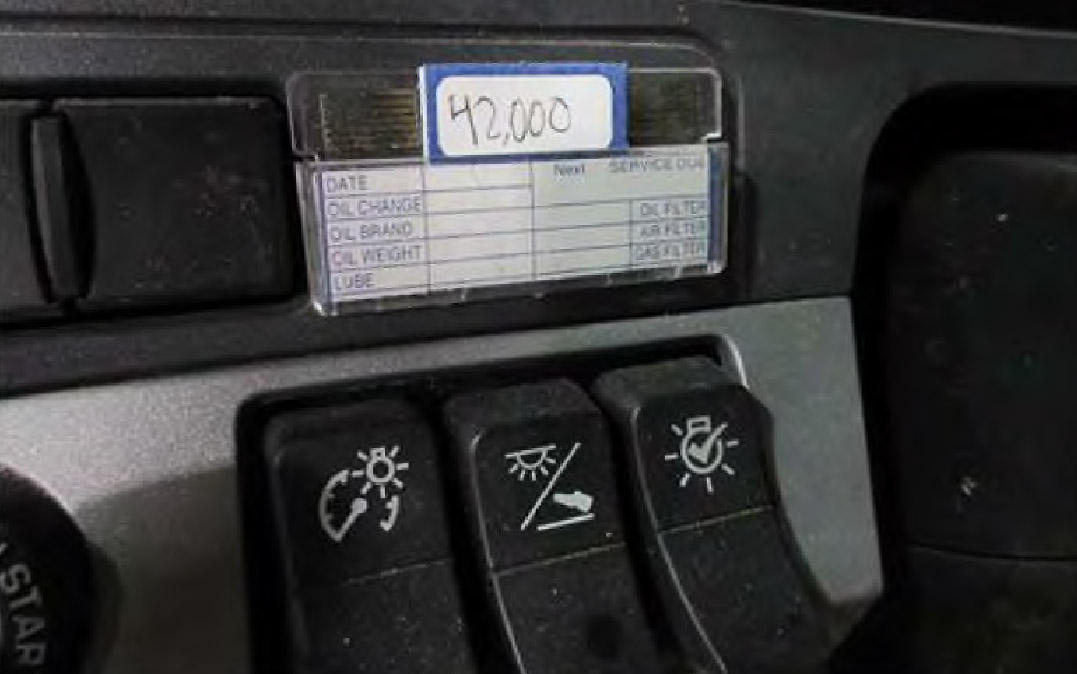 42,000
Next SERVICE DUE
DATE
OIL CHANGE OIL FILTER
OIL BRAND AIR FILTER
OIL WEIGHT GAS FILTER
LUBE
STAR